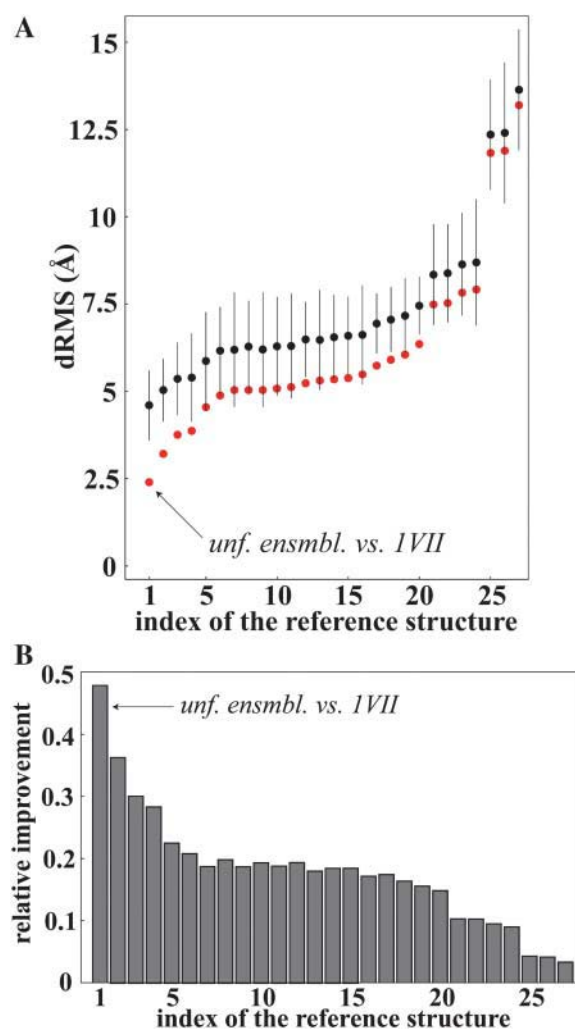 A
15
12.5
10
7.5
5
2.5
0
dRMS (Å)
unf. ensmbl. vs. 1VII
1 5 10 15 20 25
index of the reference structure
B
0.5
0.4
0.3
0.2
0.1
0
relative improvement
unf. ensmbl. vs. 1VII
1 5 10 15 20 25
index of the reference structure